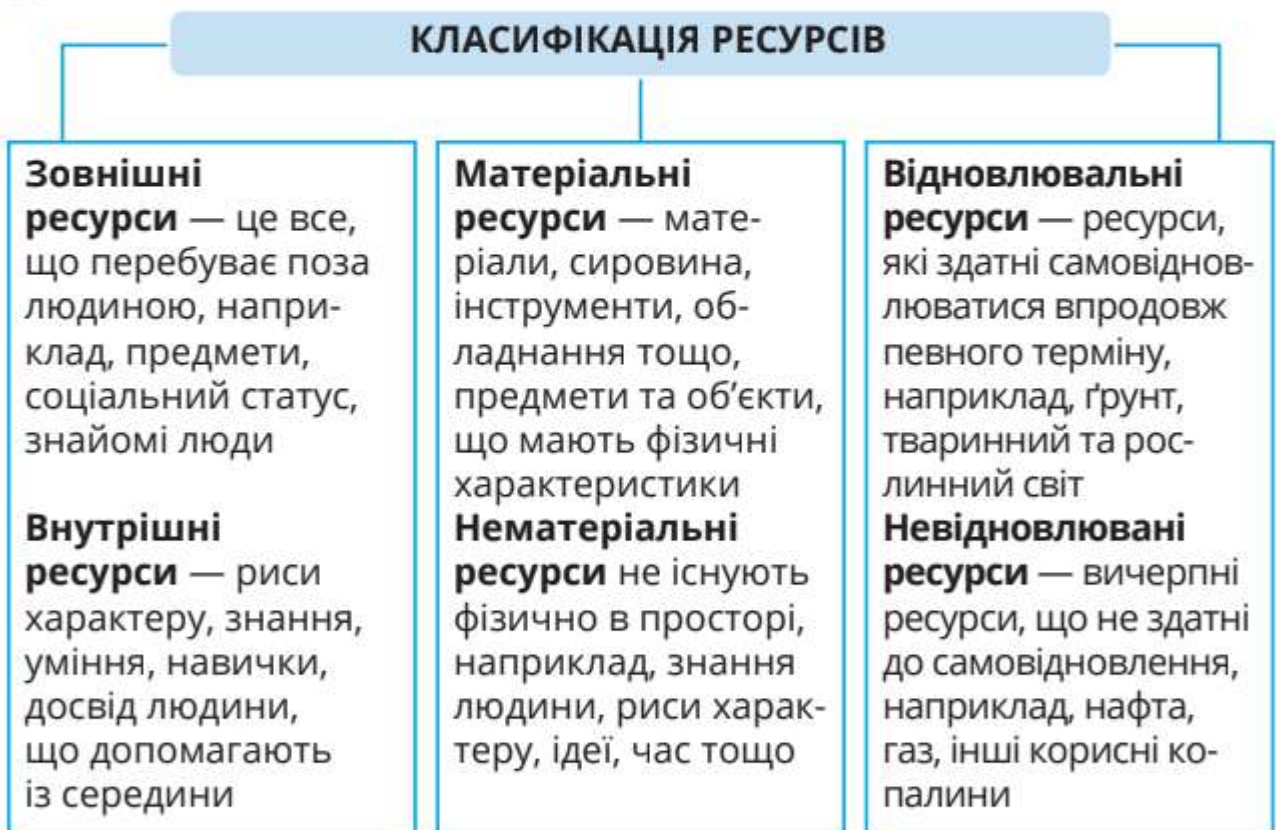 КЛАСИФІКАЦІЯ РЕСУРСІВ
Зовнішні
ресурси — це все,
що перебуває поза
людиною, напри-
клад, предмети,
соціальний статус,
знайомі люди
Внутрішні
ресурси — риси
характеру, знання,
уміння, навички,
досвід людини,
що допомагають
із середини
Матеріальні
ресурси — мате-
ріали, сировина,
інструменти, об-
ладнання тощо,
предмети та об’єкти,
що мають фізичні
характеристики
Нематеріальні
ресурси не існують
фізично в просторі,
наприклад, знання
людини, риси харак-
теру, ідеї, час тощо
Відновлювальні
ресурси — ресурси,
які здатні самовіднов-
люватися впродовж
певного терміну,
наприклад, ґрунт,
тваринний та рос-
линний світ
Невідновлювані
ресурси — вичерпні
ресурси, що не здатні
до самовідновлення,
наприклад, нафта,
газ, інші корисні ко-
палини